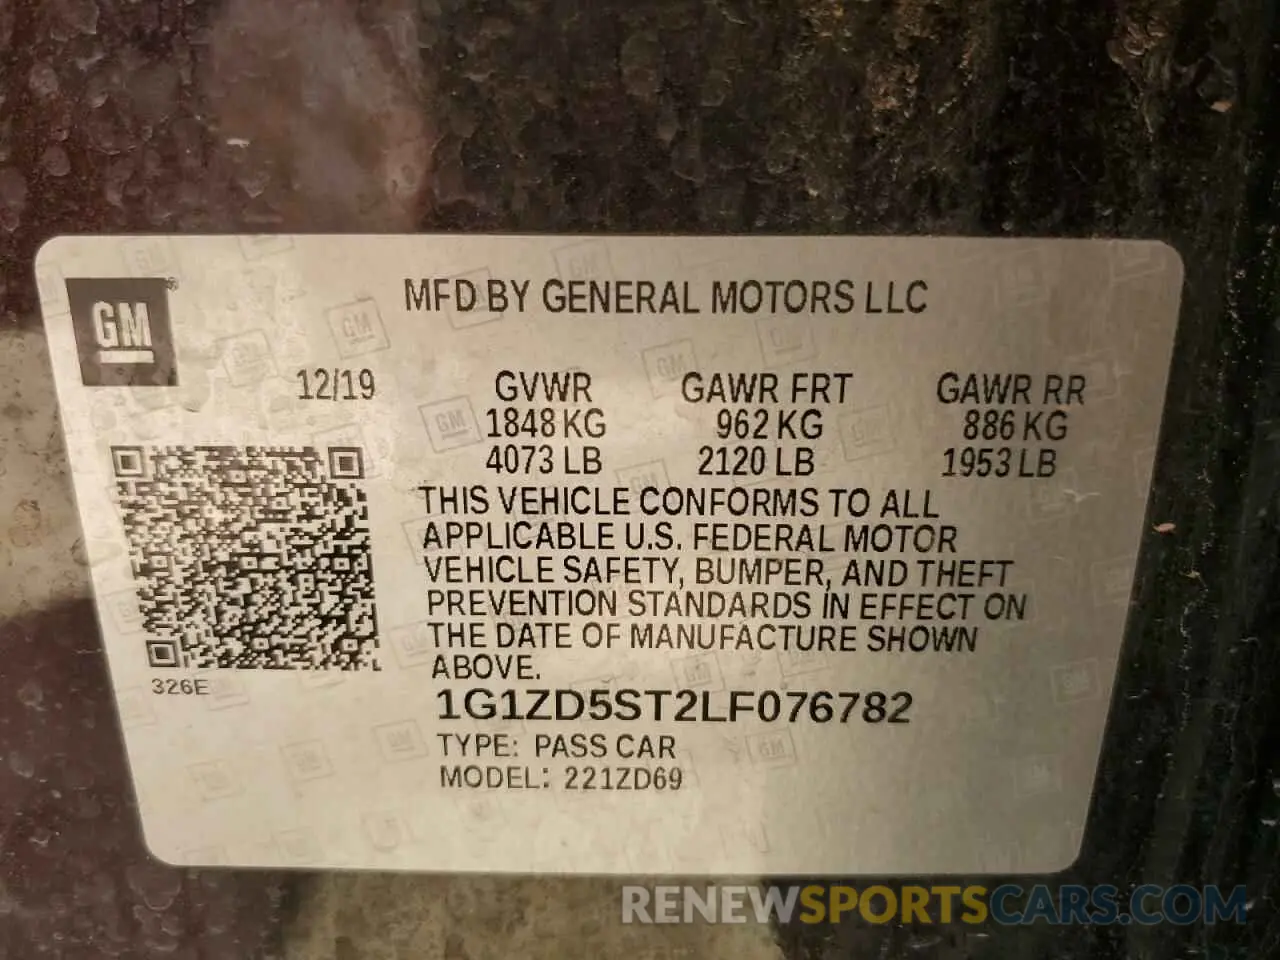 GM
MFD BY GENERAL MOTORS LLC
12/19 GVWR GAWR FRT GAWR RR
1848 KG 962 KG 886 KG
4073 LB 2120 LB 1953 LB
THIS VEHICLE CONFORMS TO ALL
APPLICABLE U.S. FEDERAL MOTOR
VEHICLE SAFETY, BUMPER, AND THEFT
PREVENTION STANDARDS IN EFFECT ON
THE DATE OF MANUFACTURE SHOWN
ABOVE.
326E
1G1ZD5ST2LF076782
TYPE: PASS CAR
MODEL: 221ZD69
RENEWSPORTSCARS.COM